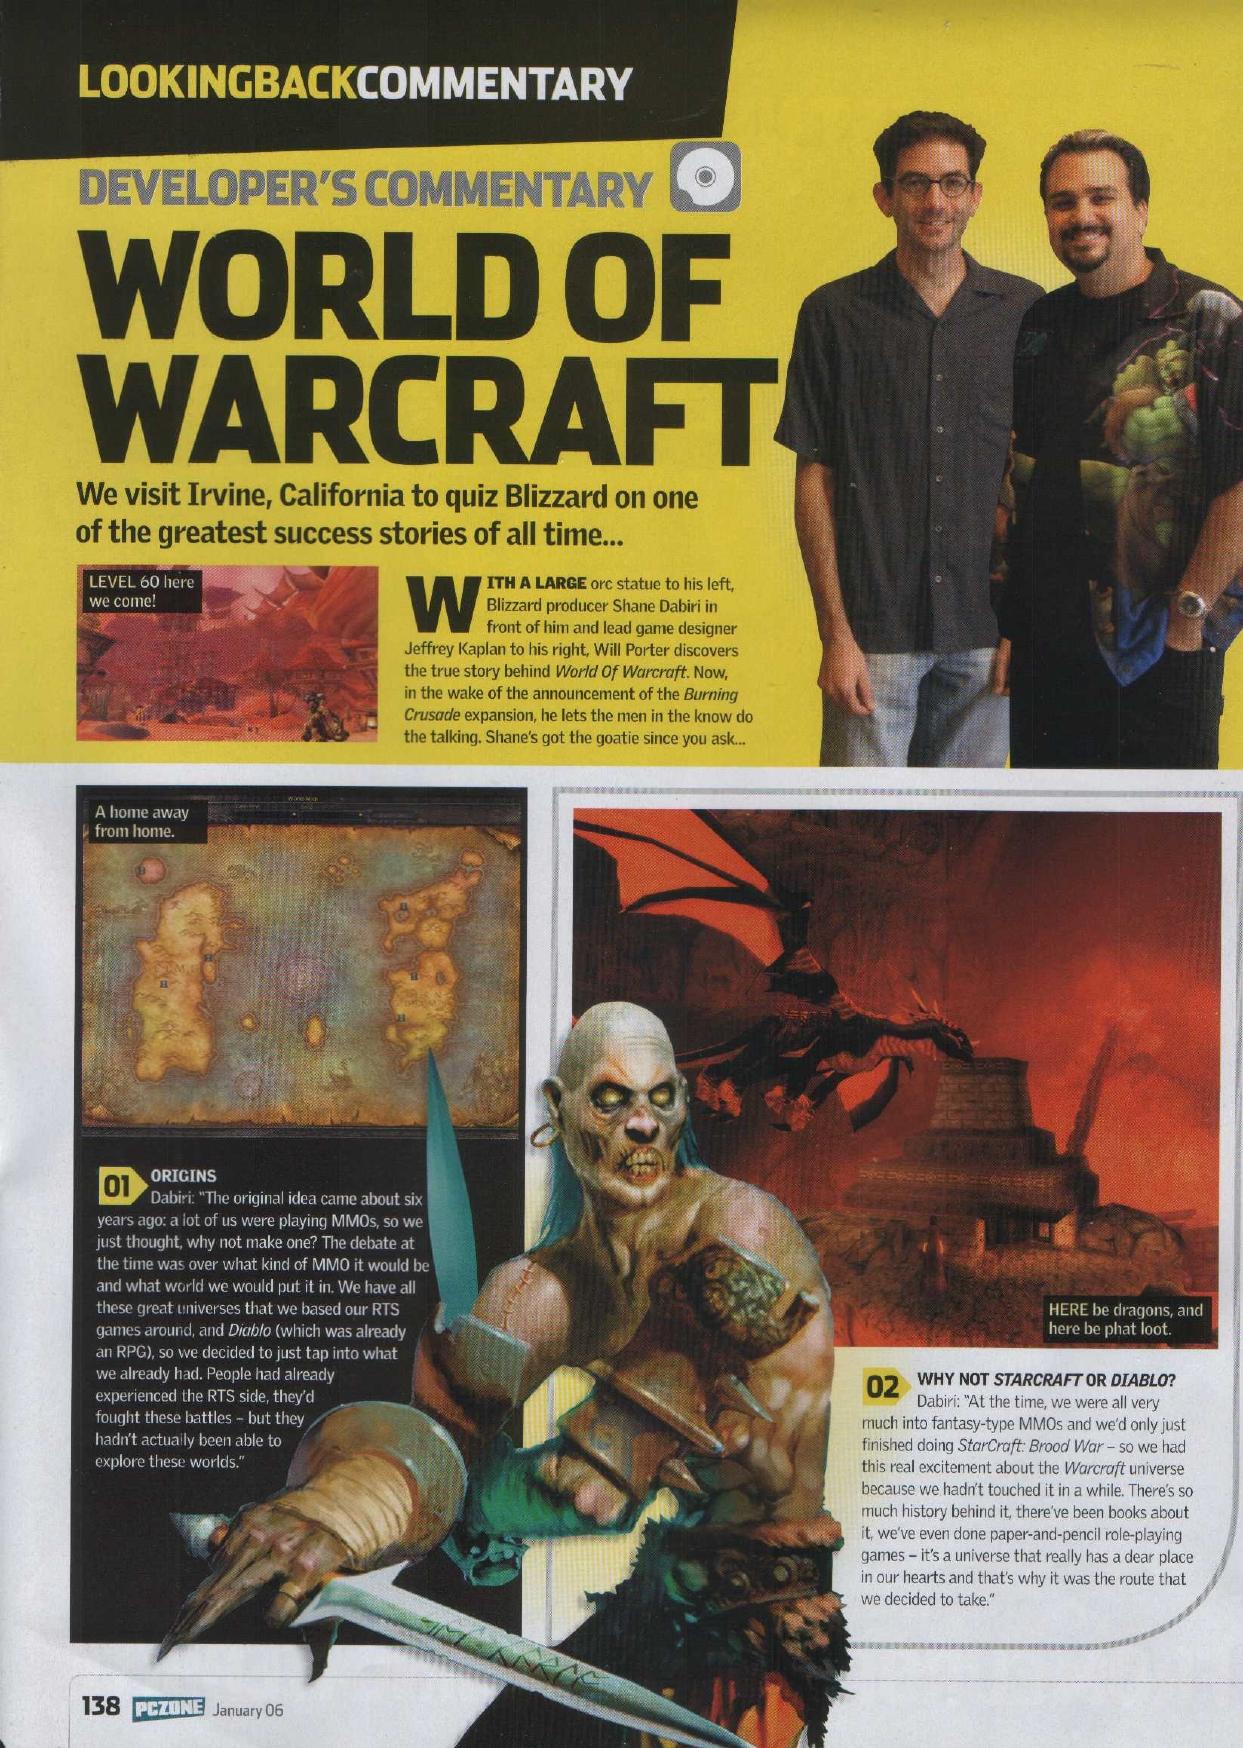 LOOKINGBACKCOMMENTARY
DEVELOPER'S COMMENTARY
WORLD OF
WARCRAFT
We visit Irvine, California to quiz Blizzard on one
of the greatest success stories of all time...
LEVEL 60 here
we come!
WITH A LARGE orc statue to his left,
Blizzard producer Shane Dabiri in
front of him and lead game designer
Jeffrey Kaplan to his right, Will Porter discovers
the true story behind World Of Warcraft. Now,
in the wake of the announcement of the Burning
Crusade expansion, he lets the men in the know do
the talking. Shane's got the goatie since you ask...
A home away
from home.
01 ORIGINS
Dabiri: "The original idea came about six
years ago: a lot of us were playing MMOs, so we
just thought, why not make one? The debate at
the time was over what kind of MMO it would be
and what world we would put it in. We have all
these great universes that we based our RTS
games around, and Diablo (which was already
an RPG), so we decided to just tap into what
we already had. People had already
experienced the RTS side, they'd
fought these battles – but they
hadn't actually been able to
explore these worlds."
HERE be dragons, and
here be phat loot.
02 WHY NOT STARCRAFT OR DIABLO?
Dabiri: "At the time, we were all very
much into fantasy-type MMOs and we'd only just
finished doing StarCraft: Brood War – so we had
this real excitement about the Warcraft universe
because we hadn't touched it in a while. There's so
much history behind it, there've been books about
it, we've even done paper-and-pencil role-playing
games – it's a universe that really has a dear place
in our hearts and that's why it was the route that
we decided to take."
138 PCZONE January 06